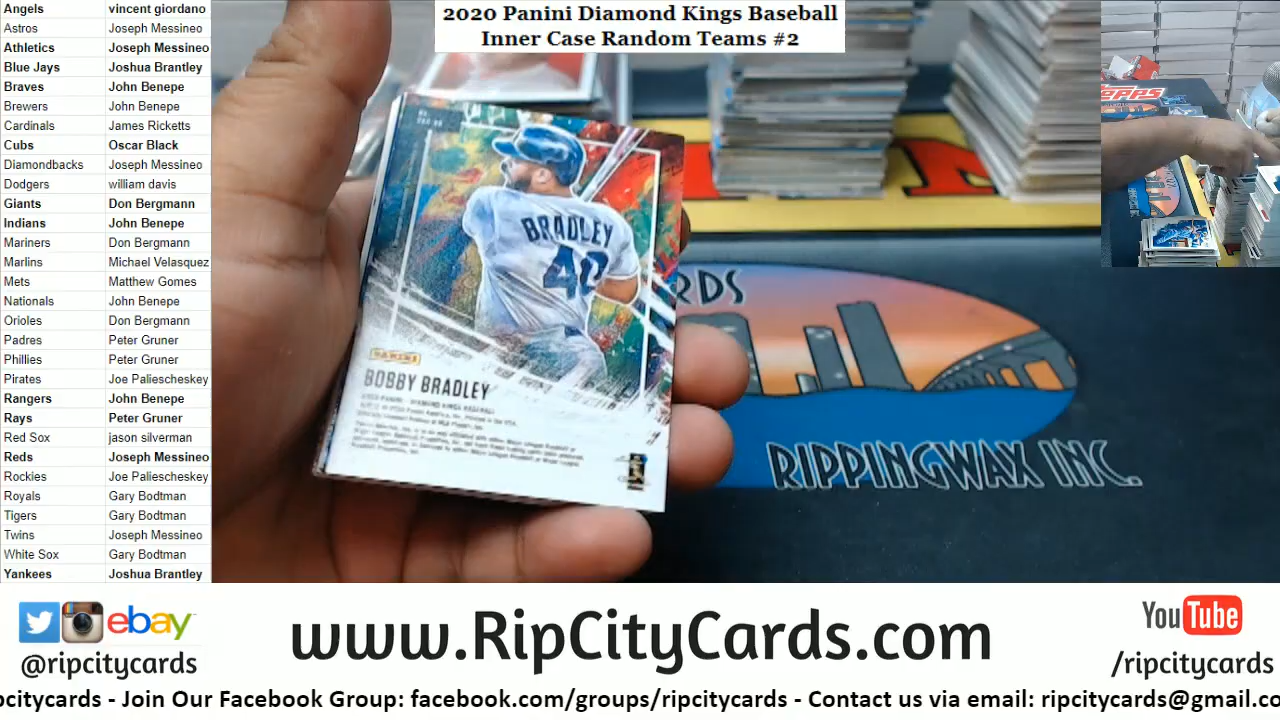 Angels vincent giordano
Astros Joseph Messineo
Athletics Joseph Messineo
Blue Jays Joshua Brantley
Braves John Benepe
Brewers John Benepe
Cardinals James Ricketts
Cubs Oscar Black
Diamondbacks Joseph Messineo
Dodgers william davis
Giants Don Bergmann
Indians John Benepe
Mariners Don Bergmann
Marlins Michael Velasquez
Mets Matthew Gomes
Nationals John Benepe
Orioles Don Bergmann
Padres Peter Gruner
Phillies Peter Gruner
Pirates Joe Paliescheskey
Rangers John Benepe
Rays Peter Gruner
Red Sox jason silverman
Reds Joseph Messineo
Rockies Joe Paliescheskey
Royals Gary Bodtman
Tigers Gary Bodtman
Twins Joseph Messineo
White Sox Gary Bodtman
Yankees Joshua Brantley
2020 Panini Diamond Kings Baseball
Inner Case Random Teams #2
BRADLEY
40
PANINI
BOBBY BRADLEY
RDS
RIPPINGWAX INC.
TOPPS
ebay
@ripcitycards
www.RipCityCards.com
YouTube
/ripcitycards
pcitycards - Join Our Facebook Group: facebook.com/groups/ripcitycards - Contact us via email: ripcitycards@gmail.co